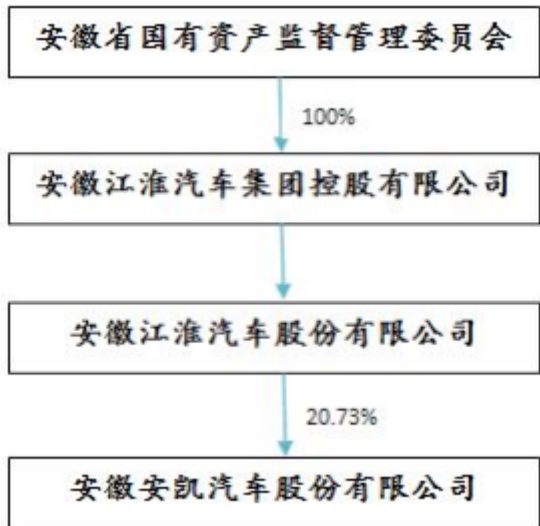 安徽省国有资产监督管理委员会
100%
安徽江淮汽车集团控股有限公司
安徽江淮汽车股份有限公司
20.73%
安徽安凯汽车股份有限公司